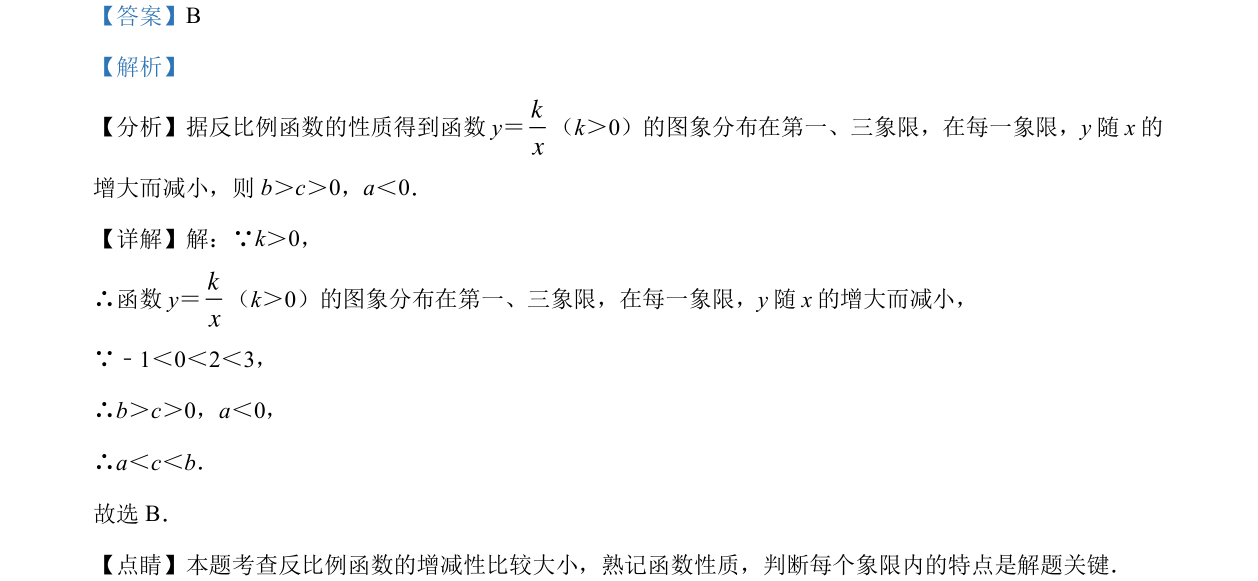 【答案】B
【解析】
【分析】据反比例函数的性质得到函数 y＝k/x（k＞0）的图象分布在第一、三象限，在每一象限，y 随 x 的
增大而减小，则 b＞c＞0，a＜0．
【详解】解：∵k＞0，
∴函数 y＝k/x（k＞0）的图象分布在第一、三象限，在每一象限，y 随 x 的增大而减小，
∵﹣1＜0＜2＜3，
∴b＞c＞0，a＜0，
∴a＜c＜b．
故选 B．
【点睛】本题考查反比例函数的增减性比较大小，熟记函数性质，判断每个象限内的特点是解题关键．